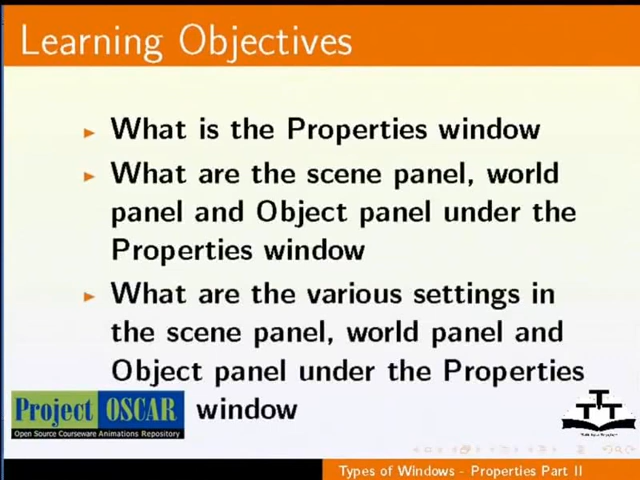 Learning Objectives
What is the Properties window
What are the scene panel, world
panel and Object panel under the
Properties window
What are the various settings in
the scene panel, world panel and
Object panel under the Properties
window
Project OSCAR
Open Source Courseware Animations Repository
TTT
Types of Windows - Properties Part II